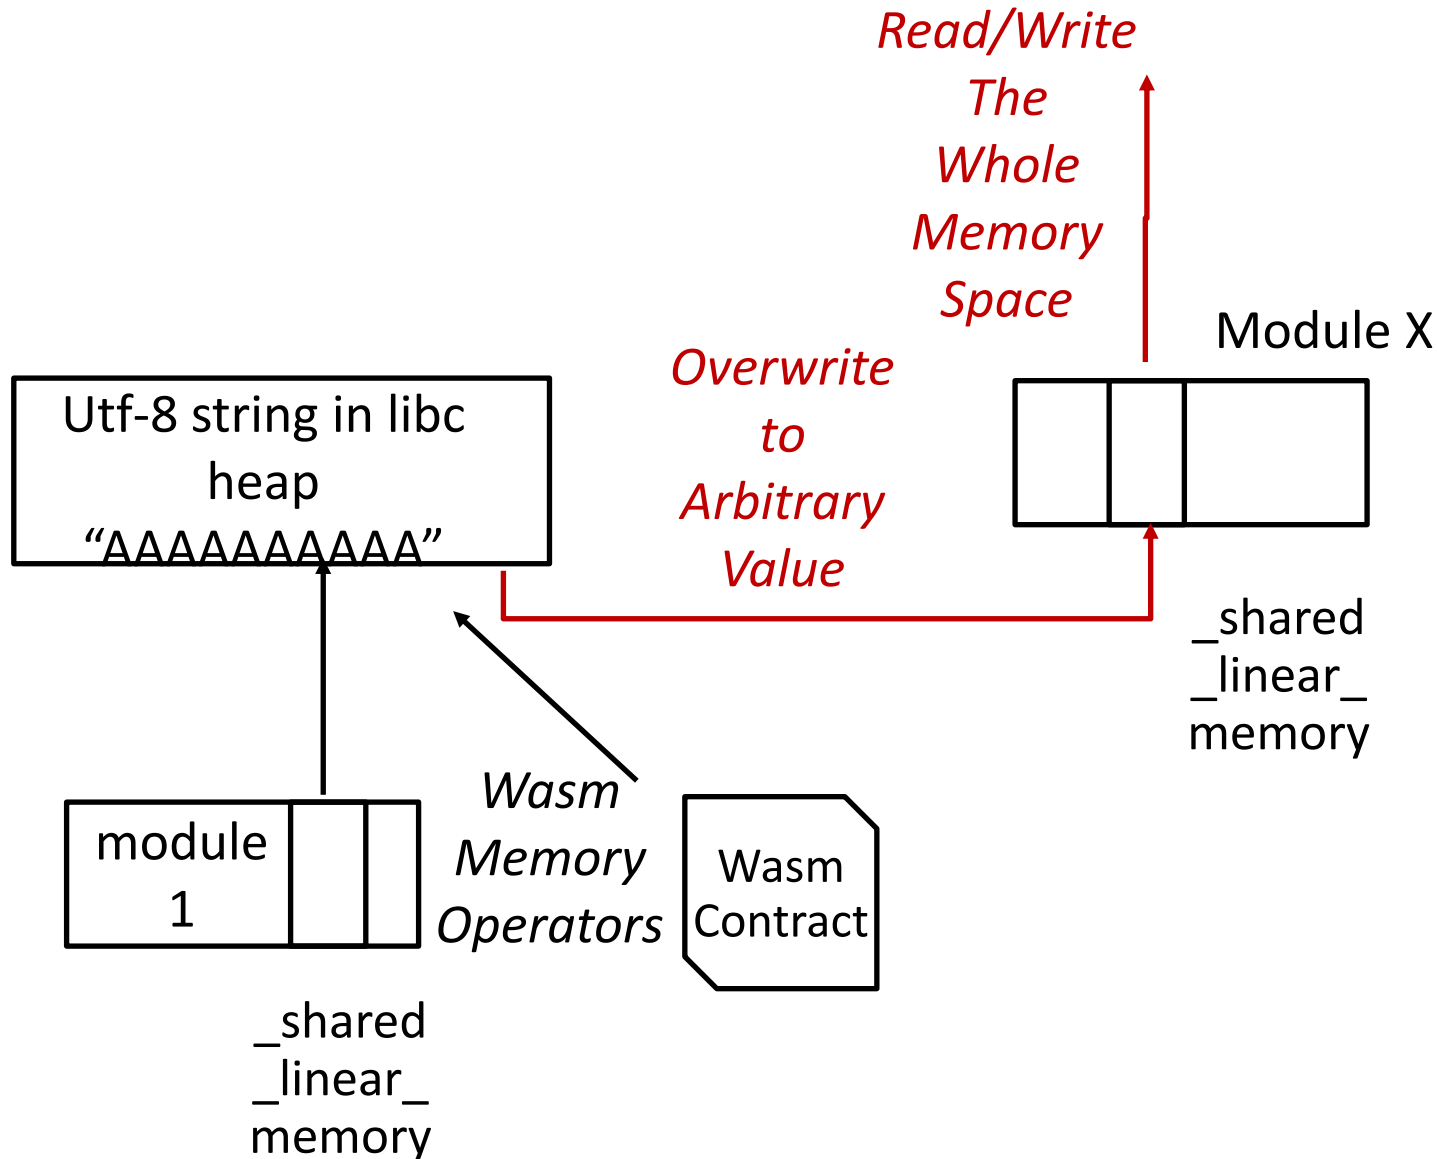 Read/Write
The
Whole
Memory
Space
Module X
Overwrite
to
Arbitrary
Value
Utf-8 string in libc
heap
“AAAAAAAAAA”
_shared
_linear_
memory
Wasm
Memory
Operators
module
1
Wasm
Contract
_shared
_linear_
memory